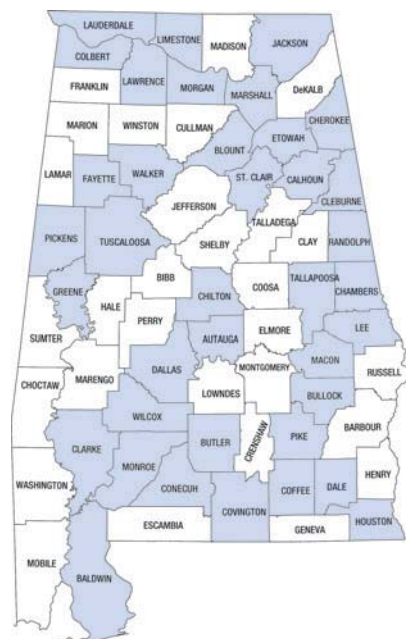 LAUDERDALE
LIMESTONE
MADISON
JACKSON
COLBERT
FRANKLIN
LAWRENCE
MORGAN
MARSHALL
DeKALB
CHEROKEE
MARION
WINSTON
CULLMAN
BLOUNT
ETOWAH
LAMAR
FAYETTE
WALKER
ST. CLAIR
CALHOUN
CLEBURNE
JEFFERSON
TALLADEGA
PICKENS
TUSCALOOSA
SHELBY
CLAY
RANDOLPH
BIBB
GREENE
HALE
PERRY
CHILTON
COOSA
TALLAPOOSA
CHAMBERS
SUMTER
AUTAUGA
ELMORE
LEE
CHOCTAW
MARENGO
DALLAS
LOWNDES
MONTGOMERY
MACON
RUSSELL
BULLOCK
WILCOX
BARBOUR
CLARKE
BUTLER
CRENSHAW
PIKE
WASHINGTON
MONROE
CONECUH
COFFEE
DALE
HENRY
COVINGTON
ESCAMBIA
GENEVA
HOUSTON
MOBILE
BALDWIN